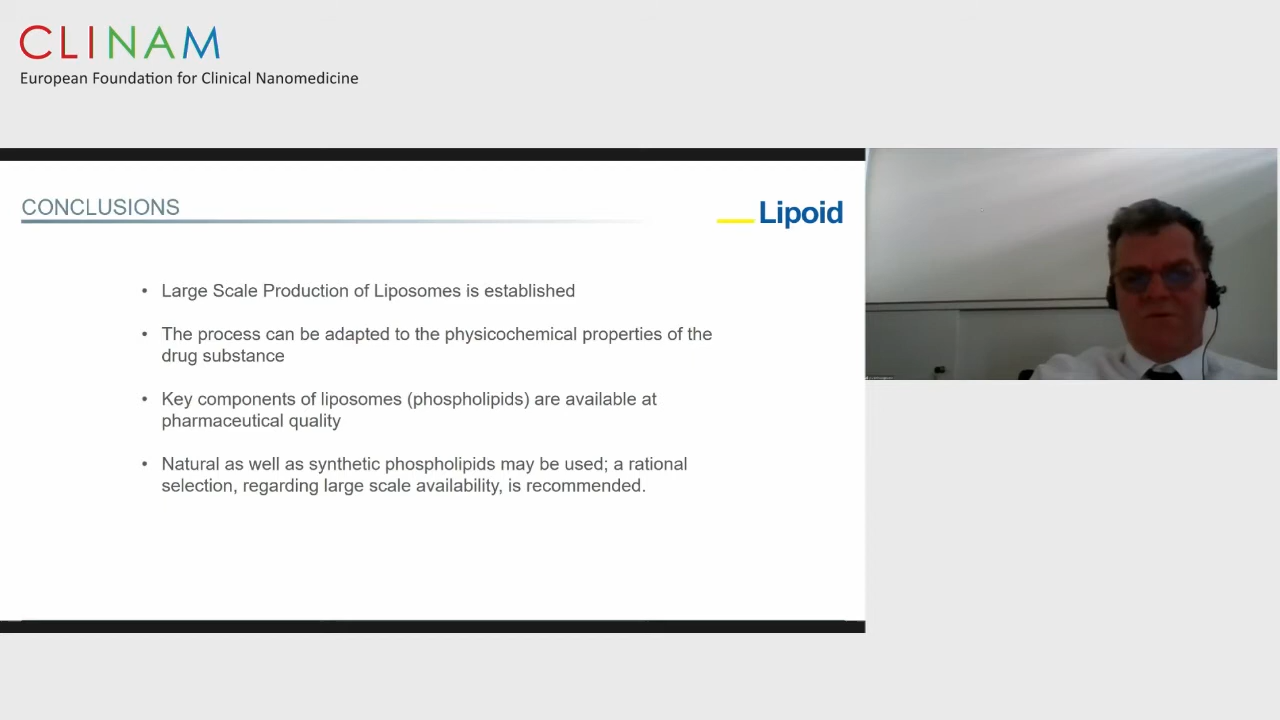 CLINAM
European Foundation for Clinical Nanomedicine
CONCLUSIONS
Lipoid
• Large Scale Production of Liposomes is established
• The process can be adapted to the physicochemical properties of the
drug substance
• Key components of liposomes (phospholipids) are available at
pharmaceutical quality
• Natural as well as synthetic phospholipids may be used; a rational
selection, regarding large scale availability, is recommended.